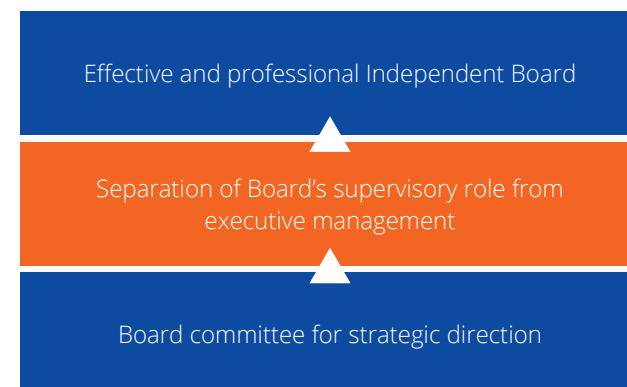 Effective and professional Independent Board
Separation of Board’s supervisory role from
executive management
Board committee for strategic direction